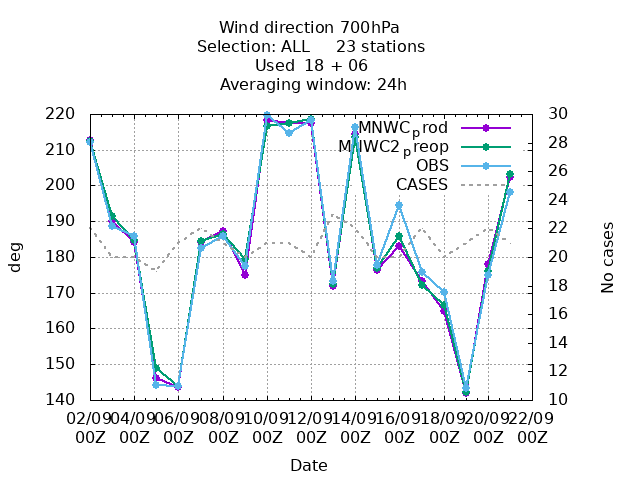 Wind direction 700hPa
Selection: ALL 23 stations
Used 18 + 06
Averaging window: 24h
220 30
210 28
200 26
190 24
180 22
170 20
160 18
150 16
140 14
12
10
MNWCprod
MNWC2preop
OBS
CASES
deg
No cases
02/09 04/09 06/09 08/09 10/09 12/09 14/09 16/09 18/09 20/09 22/09
00Z 00Z 00Z 00Z 00Z 00Z 00Z 00Z 00Z 00Z 00Z
Date